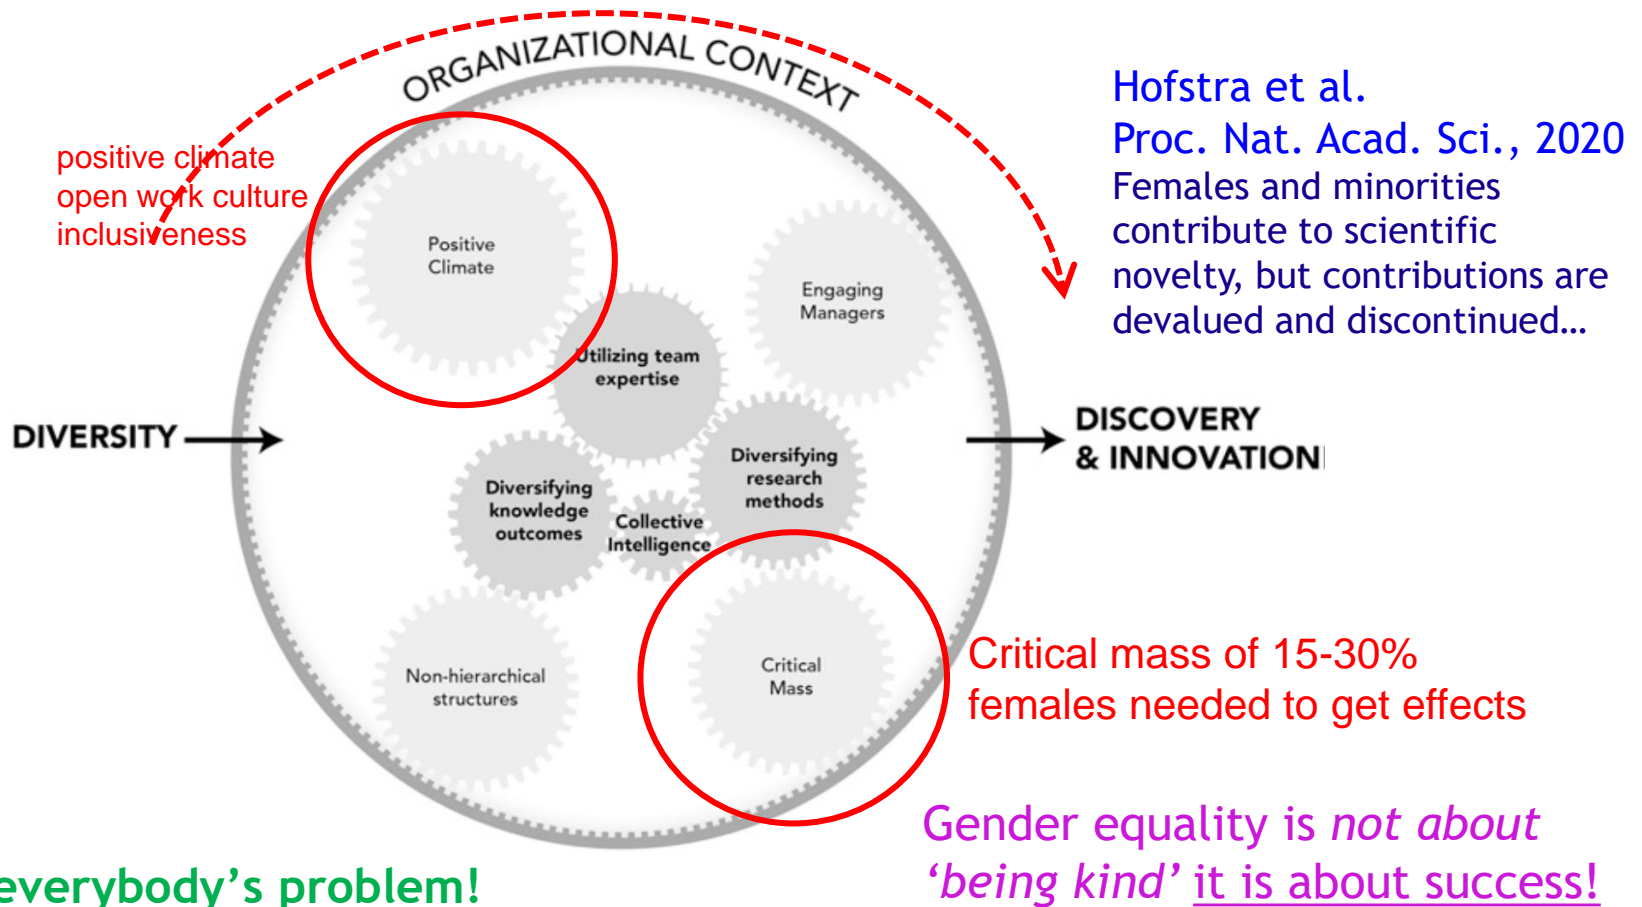 ORGANIZATIONAL CONTEXT
Hofstra et al.
Proc. Nat. Acad. Sci., 2020
Females and minorities
contribute to scientific
novelty, but contributions are
devalued and discontinued…
positive climate
open work culture
inclusiveness
Positive
Climate
Engaging
Managers
Utilizing team
expertise
DIVERSITY
DISCOVERY
& INNOVATION
Diversifying
research
methods
Diversifying
knowledge
outcomes
Collective
Intelligence
Non-hierarchical
structures
Critical
Mass
Critical mass of 15-30%
females needed to get effects
Gender equality is not about
‘being kind’ it is about success!
everybody’s problem!